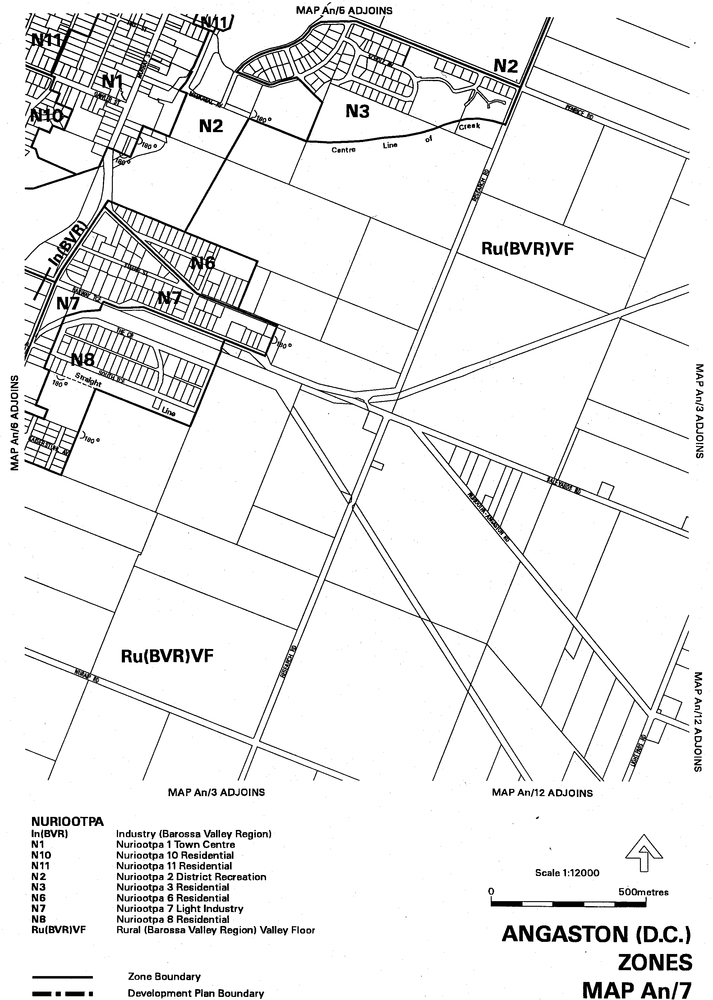 MAP An/5 ADJOINS
N11
N11
N2
MURRAY ST
SCHOLZ AV
N1
GAWLER ST
MEMORIAL AV
N10
N2
N3
180°
PENRICE RD
Creek
of
Line
Centre
180°
180°
RESEARCH RD
In(BVR)
Ru(BVR)VF
N6
N7
RAILWAY TCE
N7
THE CR
180°
N8
SOUTH TCE
Straight
180°
Line
MAP An/6 ADJOINS
MAP An/3 ADJOINS
180°
KAISERSTUHL AV
SALEYARDS RD
NURIOOTPA-ANGASTON RD
Ru(BVR)VF
RESEARCH RD
NURAIP RD
MAP An/12 ADJOINS
LIGHT PASS RD
MAP An/3 ADJOINS
MAP An/12 ADJOINS
NURIOOTPA
In(BVR) Industry (Barossa Valley Region)
N1 Nuriootpa 1 Town Centre
N10 Nuriootpa 10 Residential
N11 Nuriootpa 11 Residential
N2 Nuriootpa 2 District Recreation
N3 Nuriootpa 3 Residential
N6 Nuriootpa 6 Residential
N7 Nuriootpa 7 Light Industry
N8 Nuriootpa 8 Residential
Ru(BVR)VF Rural (Barossa Valley Region) Valley Floor
Scale 1:12000
0 500metres
ANGASTON (D.C.)
ZONES
MAP An/7
Zone Boundary
Development Plan Boundary